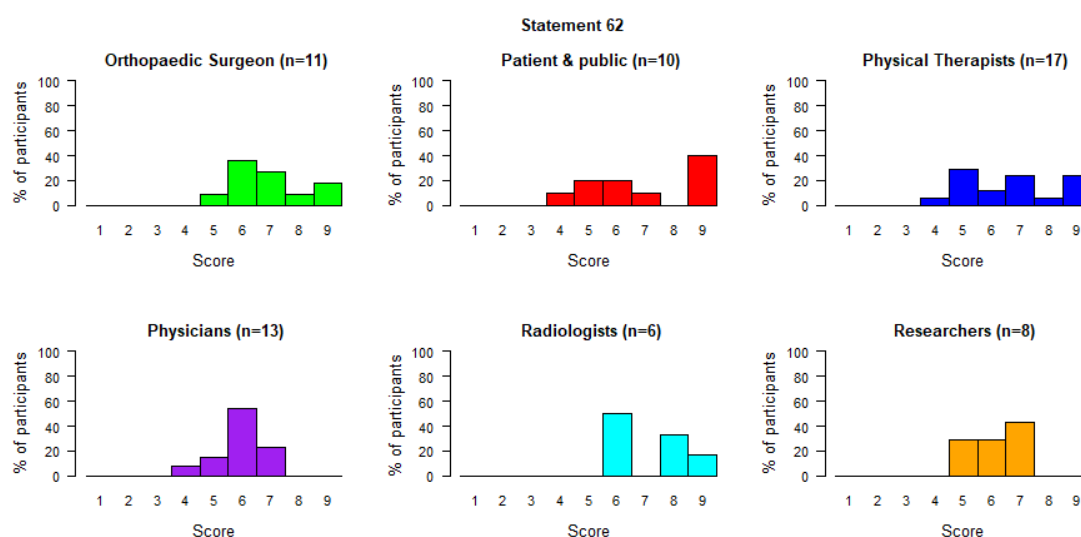 Statement 62
Orthopaedic Surgeon (n=11)
% of participants
100
80
60
40
20
0
1 2 3 4 5 6 7 8 9
Score
Patient & public (n=10)
% of participants
100
80
60
40
20
0
1 2 3 4 5 6 7 8 9
Score
Physical Therapists (n=17)
% of participants
100
80
60
40
20
0
1 2 3 4 5 6 7 8 9
Score
Physicians (n=13)
% of participants
100
80
60
40
20
0
1 2 3 4 5 6 7 8 9
Score
Radiologists (n=6)
% of participants
100
80
60
40
20
0
1 2 3 4 5 6 7 8 9
Score
Researchers (n=8)
% of participants
100
80
60
40
20
0
1 2 3 4 5 6 7 8 9
Score